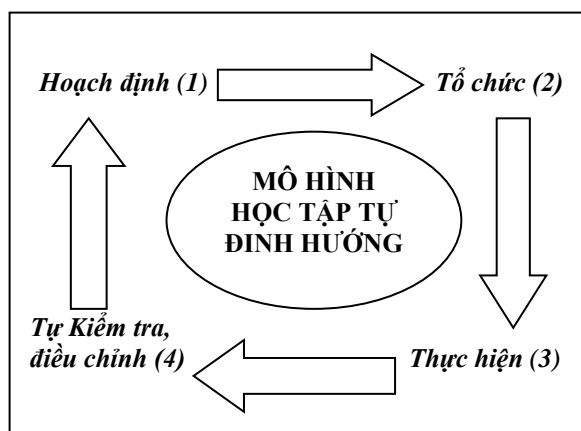 Hoạch định (1)
Tổ chức (2)
MÔ HÌNH
HỌC TẬP TỰ
ĐINH HƯỚNG
Tự Kiểm tra,
điều chỉnh (4)
Thực hiện (3)